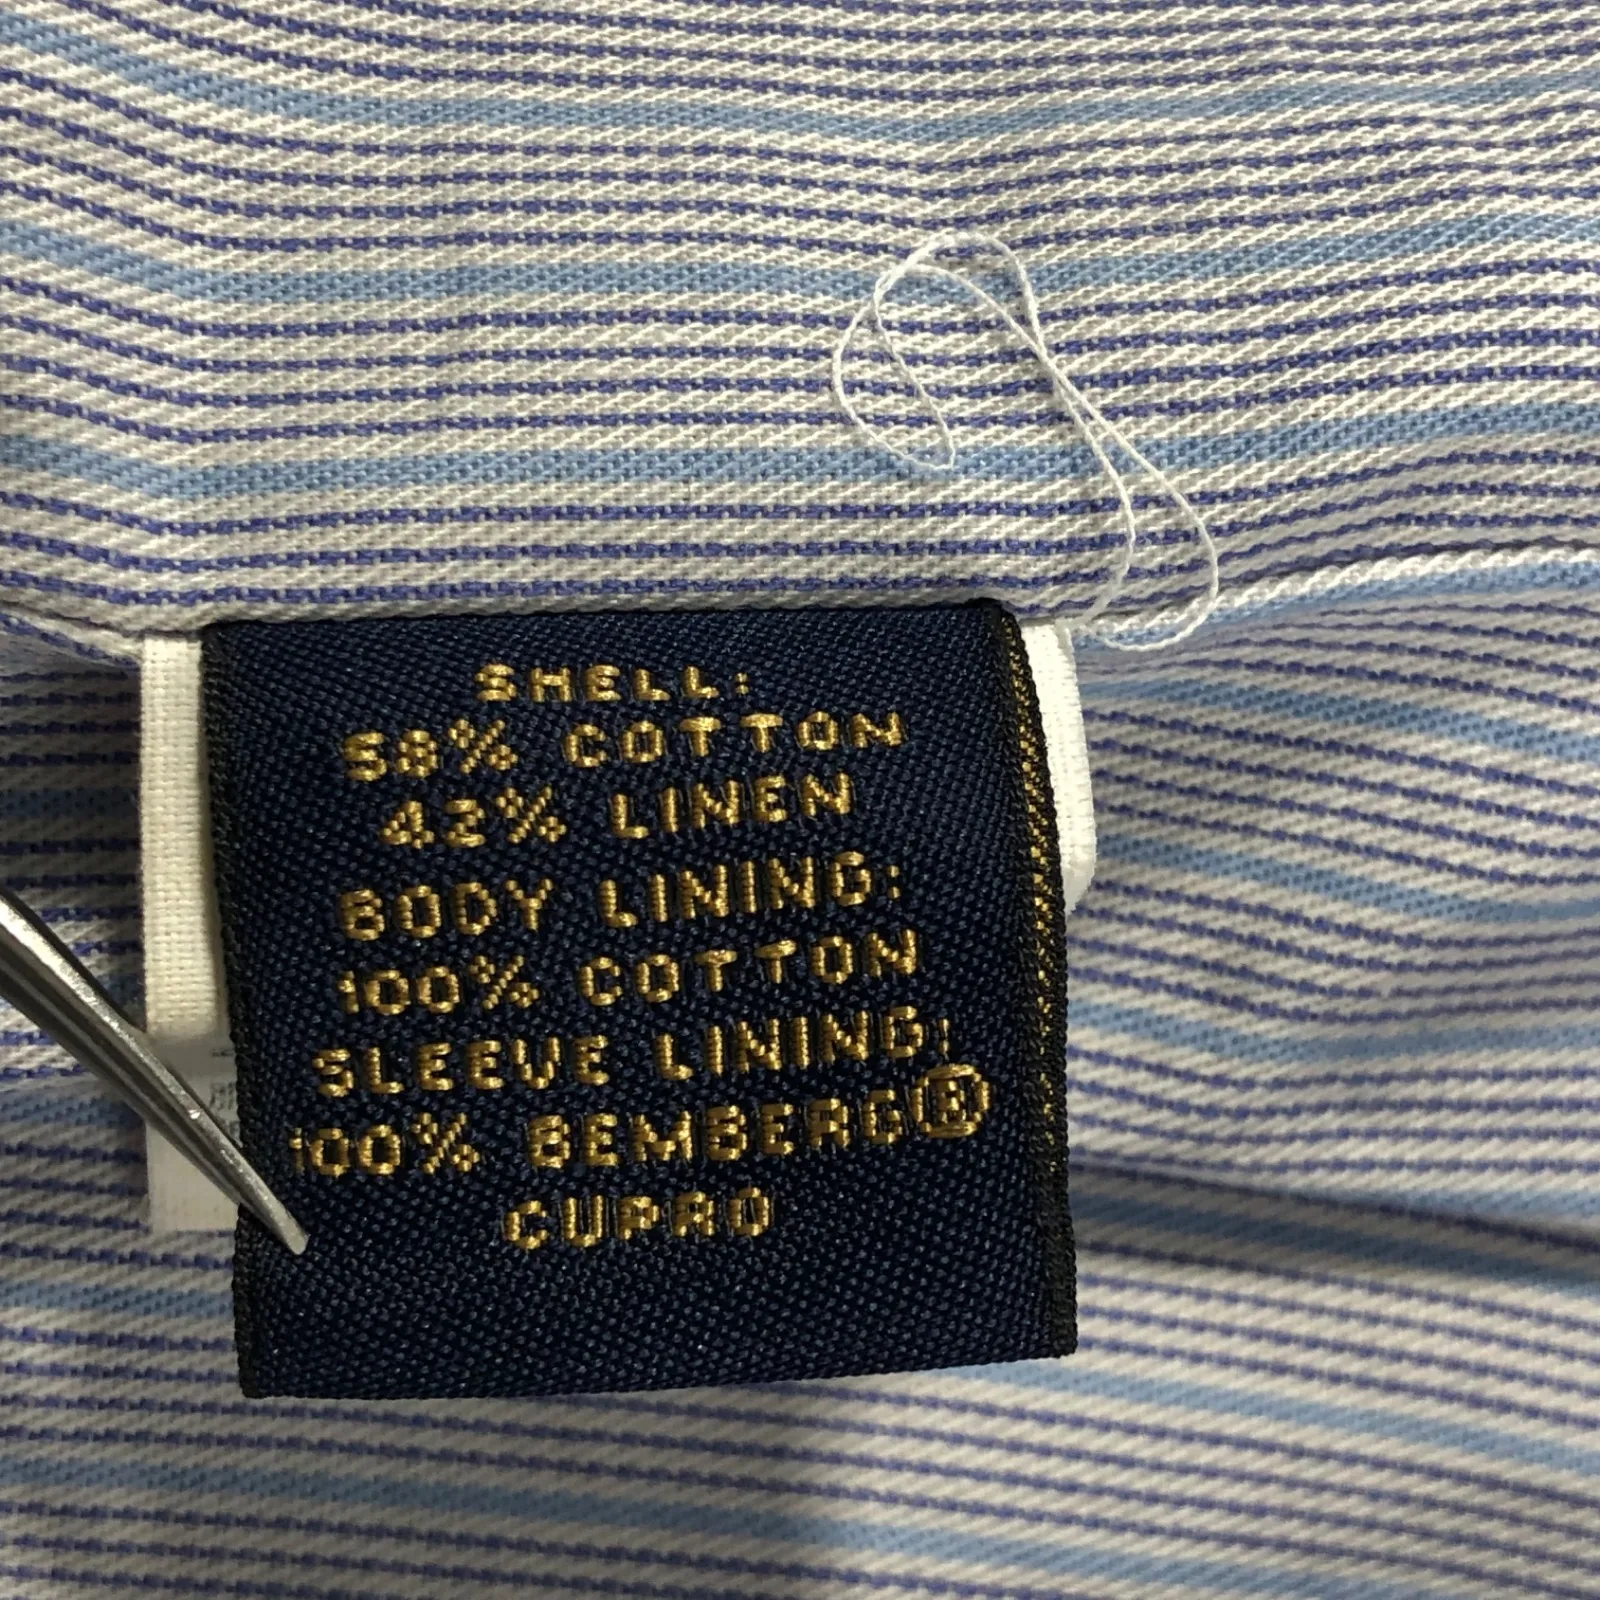 SHELL:
58% COTTON
42% LINEN
BODY LINING:
100% COTTON
SLEEVE LINING:
100% BEMBERG®
CUPRO